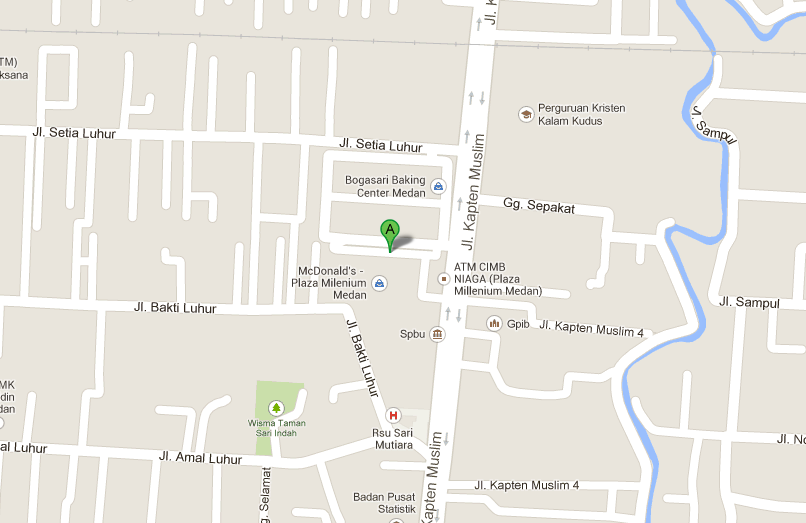 Jl. K
TM)
ksana
Perguruan Kristen
Kalam Kudus
Jl. Setia Luhur
Jl. Setia Luhur
Jl. Sampul
Jl. Kapten Muslim
Bogasari Baking
Center Medan
Gg. Sepakat
A
McDonald's -
Plaza Milenium
Medan
ATM CIMB
NIAGA (Plaza
Millenium Medan)
Jl. Bakti Luhur
Jl. Sampul
Jl. Bakti Luhur
Spbu
Gpib
Jl. Kapten Muslim 4
MK
din
dan
Wisma Taman
Sari Indah
H
Rsu Sari
Mutiara
al Luhur
Jl. Amal Luhur
Kapten Muslim
Jl. No
g. Selamat
Jl. Kapten Muslim 4
Badan Pusat
Statistik